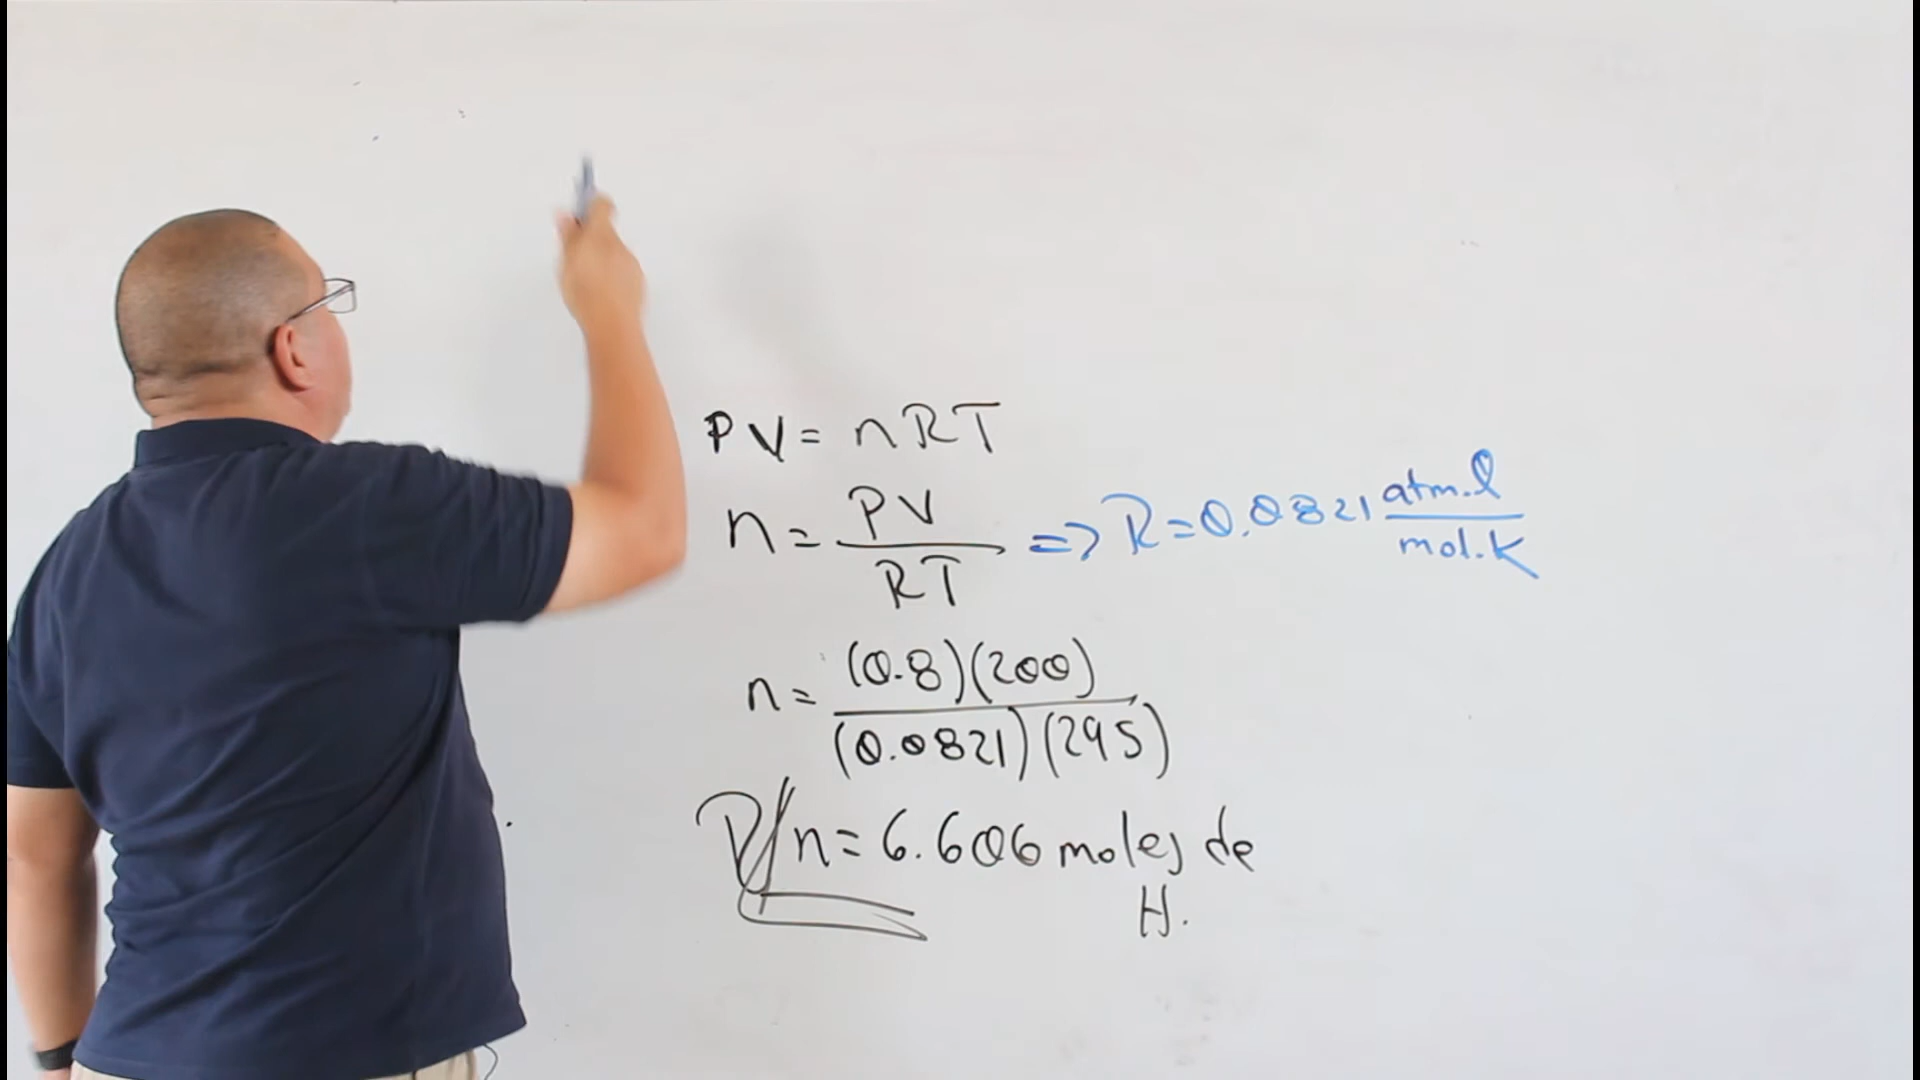 PV = nRT
n = PV / RT => R = 0.0821 atm.l / mol.K
n = (0.8)(200) / (0.0821)(295)
R/ n = 6.606 moles de
H.